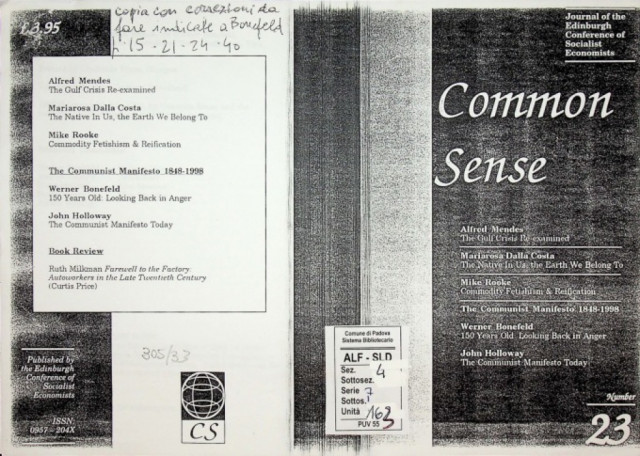 £3.95
copia con correzioni da
fare indicate a Bonefeld
p. 15 - 21 - 24 - 40
Alfred Mendes
The Gulf Crisis Re-examined
Mariarosa Dalla Costa
The Native In Us, the Earth We Belong To
Mike Rooke
Commodity Fetishism & Reification
The Communist Manifesto 1848-1998
Werner Bonefeld
150 Years Old: Looking Back in Anger
John Holloway
The Communist Manifesto Today
Book Review
Ruth Milkman Farewell to the Factory:
Autoworkers in the Late Twentieth Century
(Curtis Price)
305/33
Published by
the Edinburgh
Conference of
Socialist
Economists
ISSN:
0957 - 204X
CS
Comune di Padova
Sistema Bibliotecario
ALF - SLD
Sez. 4
Sottosez.
Serie 7
Sottos.
Unità 163
PUV 55
Journal of the
Edinburgh
Conference of
Socialist
Economists
Common
Sense
Alfred Mendes
The Gulf Crisis Re-examined
Mariarosa Dalla Costa
The Native In Us, the Earth We Belong To
Mike Rooke
Commodity Fetishism & Reification
The Communist Manifesto 1848-1998
Werner Bonefeld
150 Years Old: Looking Back in Anger
John Holloway
The Communist Manifesto Today
Number
23